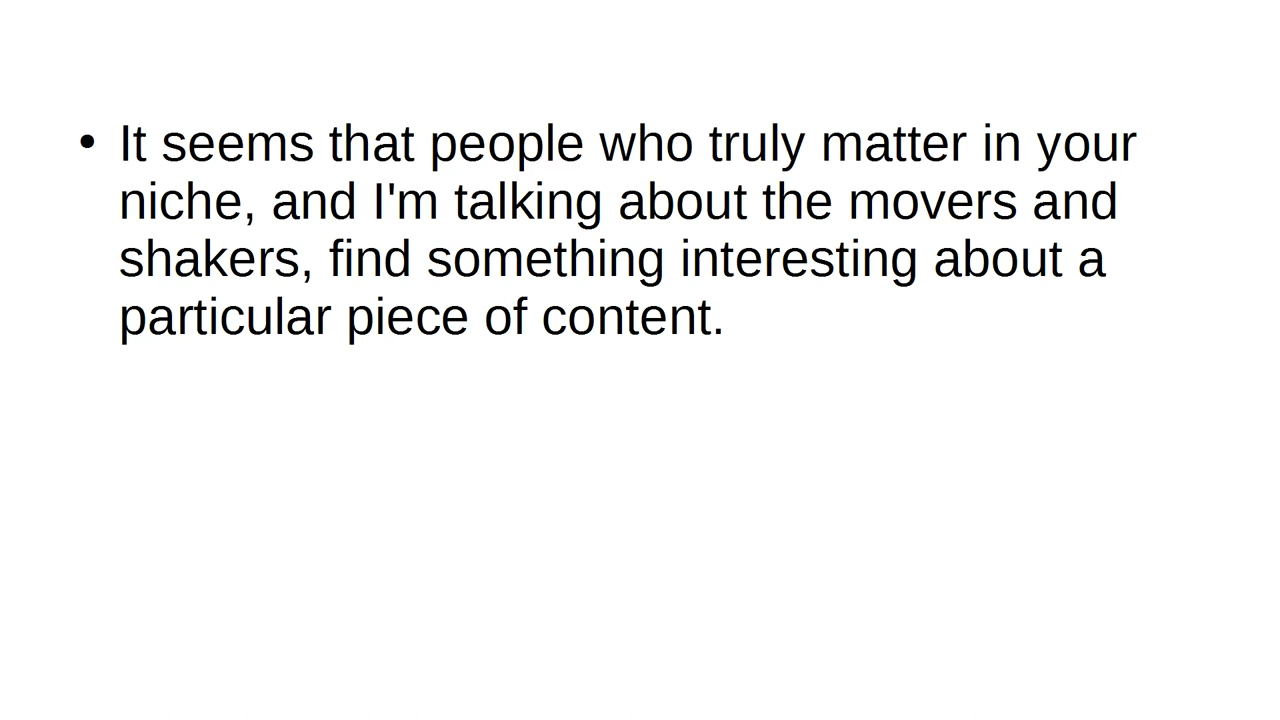 • It seems that people who truly matter in your
niche, and I'm talking about the movers and
shakers, find something interesting about a
particular piece of content.